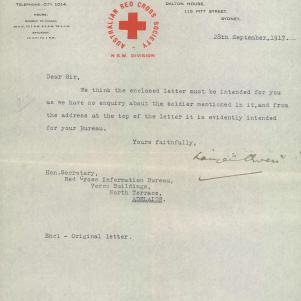 TELEPHONE: CITY 1014.
DALTON HOUSE,
115 PITT STREET,
SYDNEY.
AUSTRALIAN RED CROSS SOCIETY
N.S.W. DIVISION
28th September, 1917.
Dear Sir,
We think the enclosed letter must be intended for you
as we have no enquiry about the soldier mentioned in it, and from
the address at the top of the letter it is evidently intended
for your Bureau.
Yours faithfully,
Hon. Secretary,
Red Cross Information Bureau,
Verco Buildings,
North Terrace,
ADELAIDE.
Encl - Original letter.